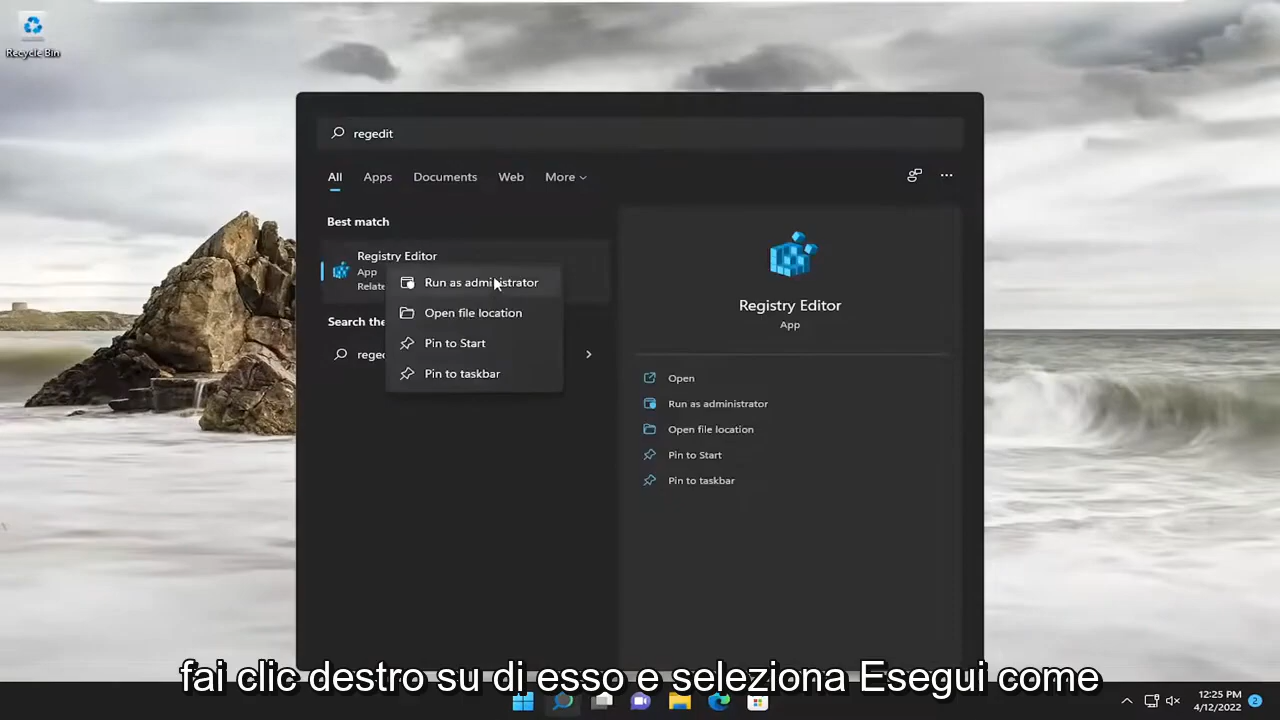 Recycle Bin
regedit
All Apps Documents Web More
Best match
Registry Editor
App
Relate
Run as administrator
Open file location
Pin to Start
Pin to taskbar
Search the
reged
Registry Editor
App
Open
Run as administrator
Open file location
Pin to Start
Pin to taskbar
fai clic destro su di esso e seleziona Esegui come
12:25 PM
4/12/2022
2